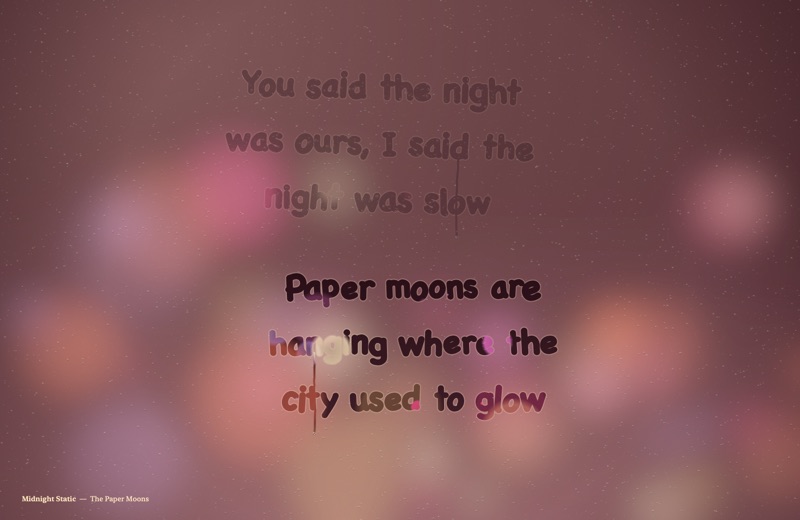 You said the night
was ours, I said the
night was slow
Paper moons are
hanging where the
city used to glow
Midnight Static — The Paper Moons